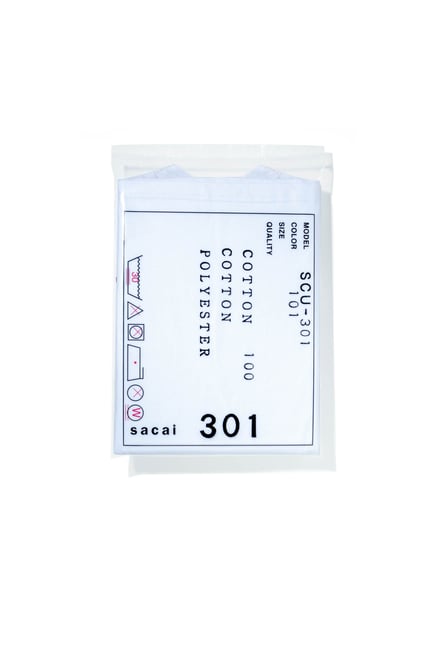 MODEL SCU-301
COLOR 101
SIZE
QUALITY
COTTON 100
COTTON
POLYESTER
30
W
sacai 301